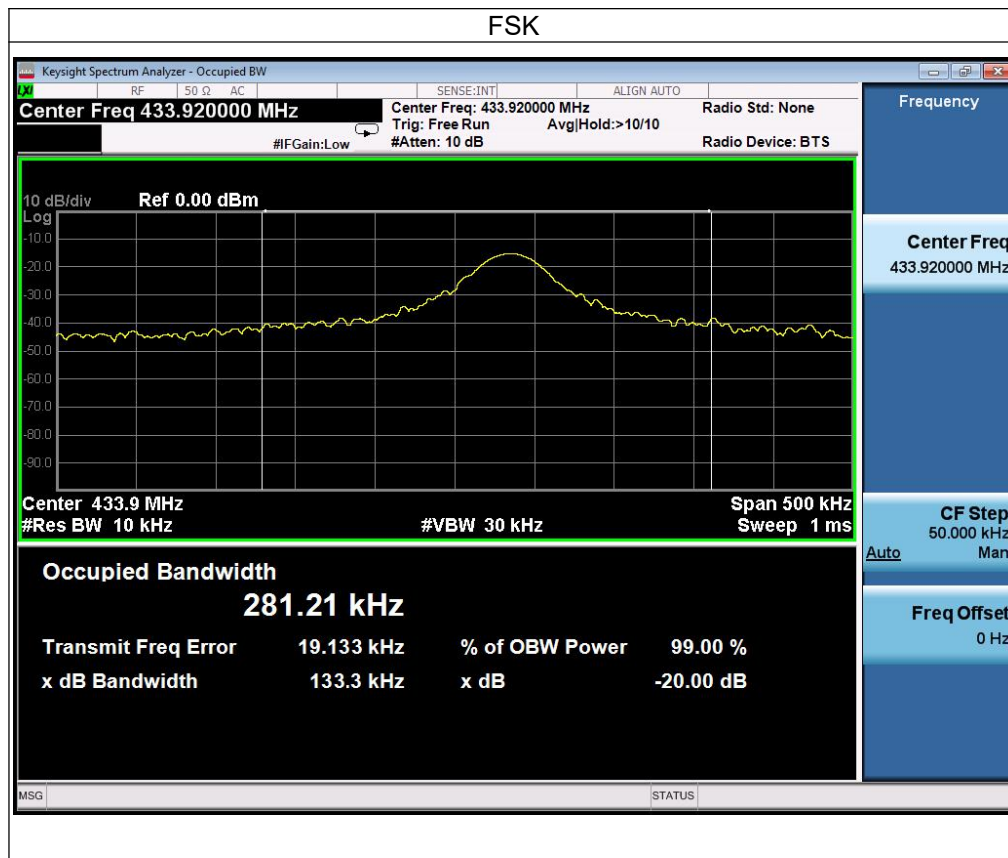 FSK
Keysight Spectrum Analyzer - Occupied BW
LXI RF 50 Ω AC SENSE:INT ALIGN AUTO
Center Freq 433.920000 MHz
Center Freq: 433.920000 MHz Radio Std: None
Trig: Free Run Avg|Hold:>10/10
#IFGain:Low #Atten: 10 dB Radio Device: BTS
10 dB/div Ref 0.00 dBm
Log
-10.0
-20.0
-30.0
-40.0
-50.0
-60.0
-70.0
-80.0
-90.0
Center 433.9 MHz Span 500 kHz
#Res BW 10 kHz #VBW 30 kHz Sweep 1 ms
Occupied Bandwidth
281.21 kHz
Transmit Freq Error 19.133 kHz % of OBW Power 99.00 %
x dB Bandwidth 133.3 kHz x dB -20.00 dB
MSG STATUS
Frequency
Center Freq
433.920000 MHz
CF Step
50.000 kHz
Auto Man
Freq Offset
0 Hz